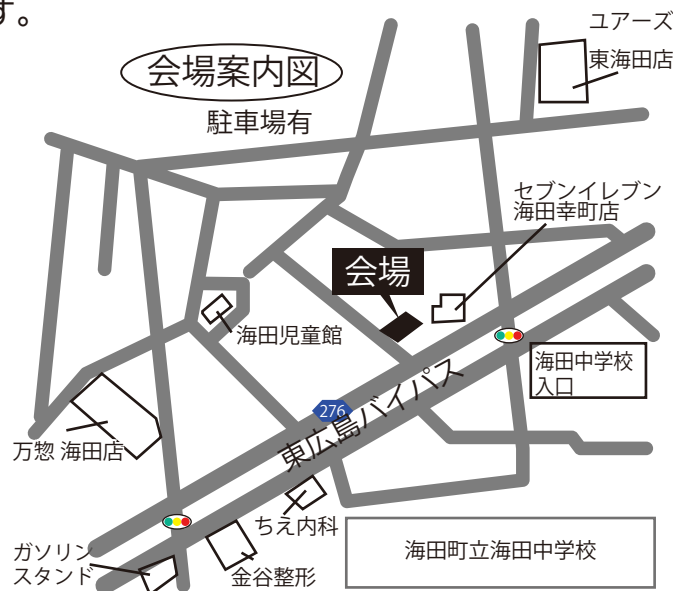 す。
会場案内図
駐車場有
ユアーズ
東海田店
セブンイレブン
海田幸町店
会場
海田児童館
海田中学校
入口
276
東広島バイパス
万惣 海田店
ちえ内科
ガソリン
スタンド
金谷整形
海田町立海田中学校